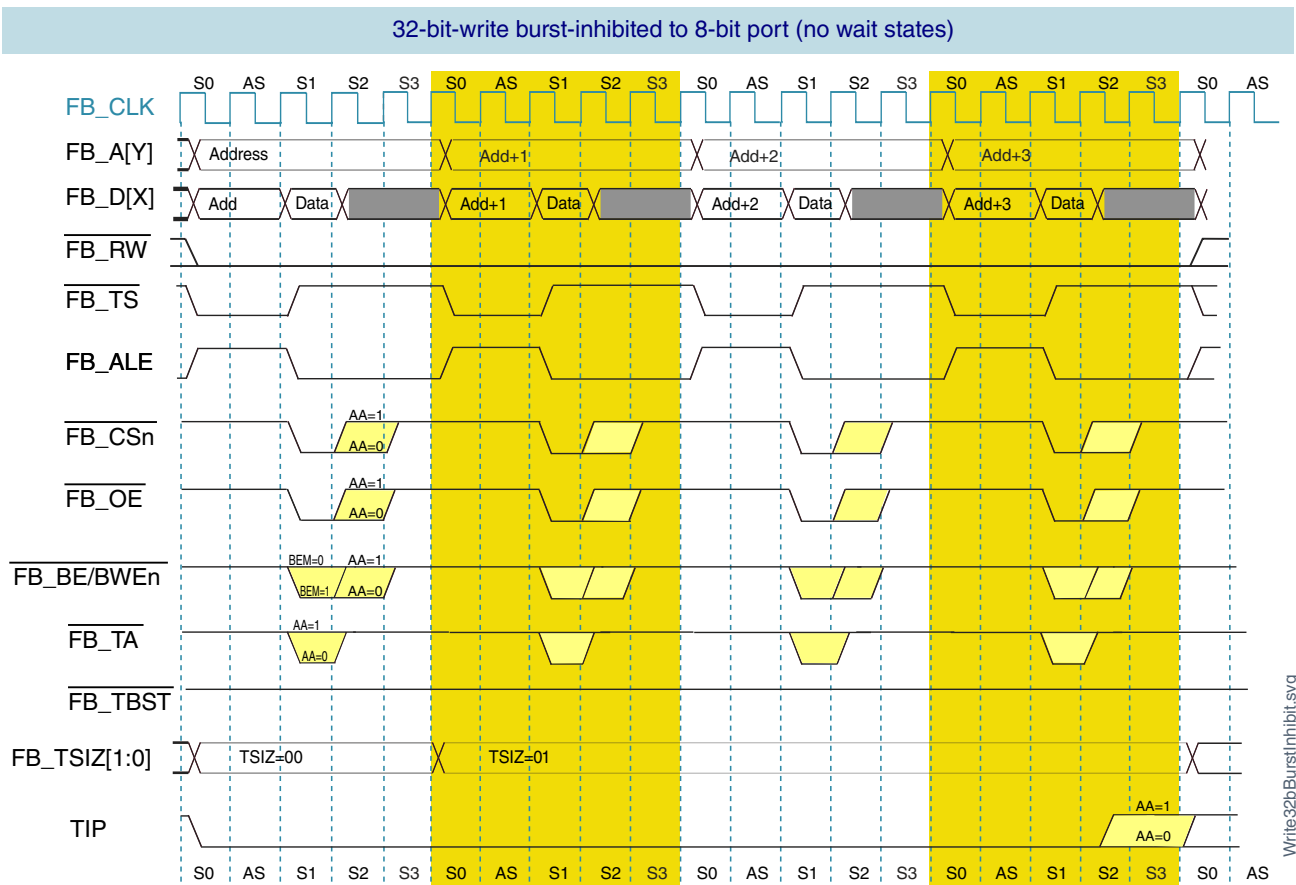 32-bit-write burst-inhibited to 8-bit port (no wait states)
S0 AS S1 S2 S3 S0 AS S1 S2 S3 S0 AS S1 S2 S3 S0 AS S1 S2 S3 S0 AS
FB_CLK
FB_A[Y] Address Add+1 Add+2 Add+3
FB_D[X] Add Data Add+1 Data Add+2 Data Add+3 Data
FB_RW
FB_TS
FB_ALE
AA=1
FB_CSn AA=0
AA=1
FB_OE AA=0
BEM=0 AA=1
FB_BE/BWEn BEM=1 AA=0
AA=1
FB_TA AA=0
FB_TBST
FB_TSIZ[1:0] TSIZ=00 TSIZ=01
AA=1
TIP AA=0
S0 AS S1 S2 S3 S0 AS S1 S2 S3 S0 AS S1 S2 S3 S0 AS S1 S2 S3 S0 AS
Write32bBurstInhibit.svg